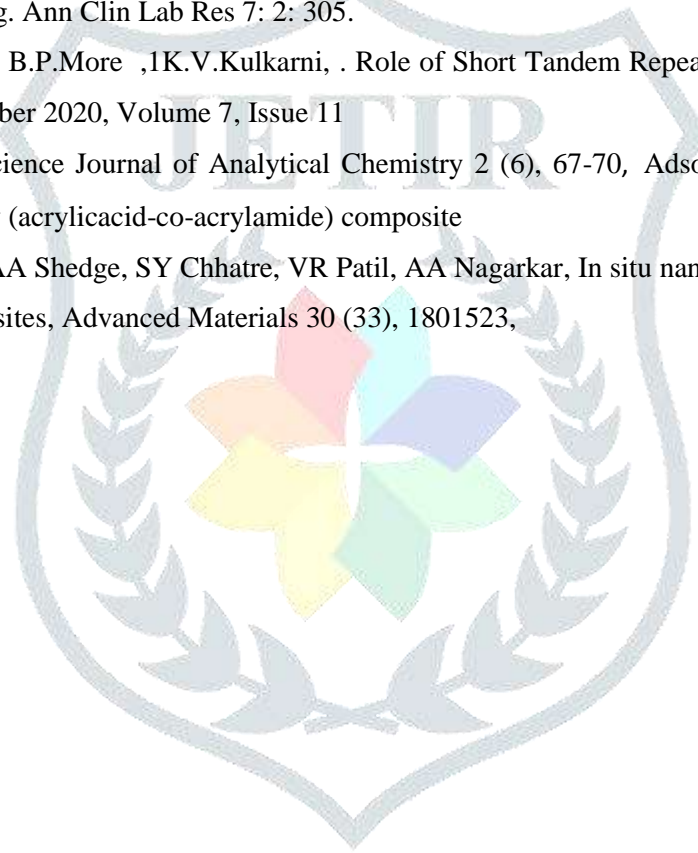 g. Ann Clin Lab Res 7: 2: 305.
B.P.More ,1K.V.Kulkarni, . Role of Short Tandem Repea
ber 2020, Volume 7, Issue 11
cience Journal of Analytical Chemistry 2 (6), 67-70, Adso
(acrylicacid-co-acrylamide) composite
AA Shedge, SY Chhatre, VR Patil, AA Nagarkar, In situ nan
sites, Advanced Materials 30 (33), 1801523,
JETIR